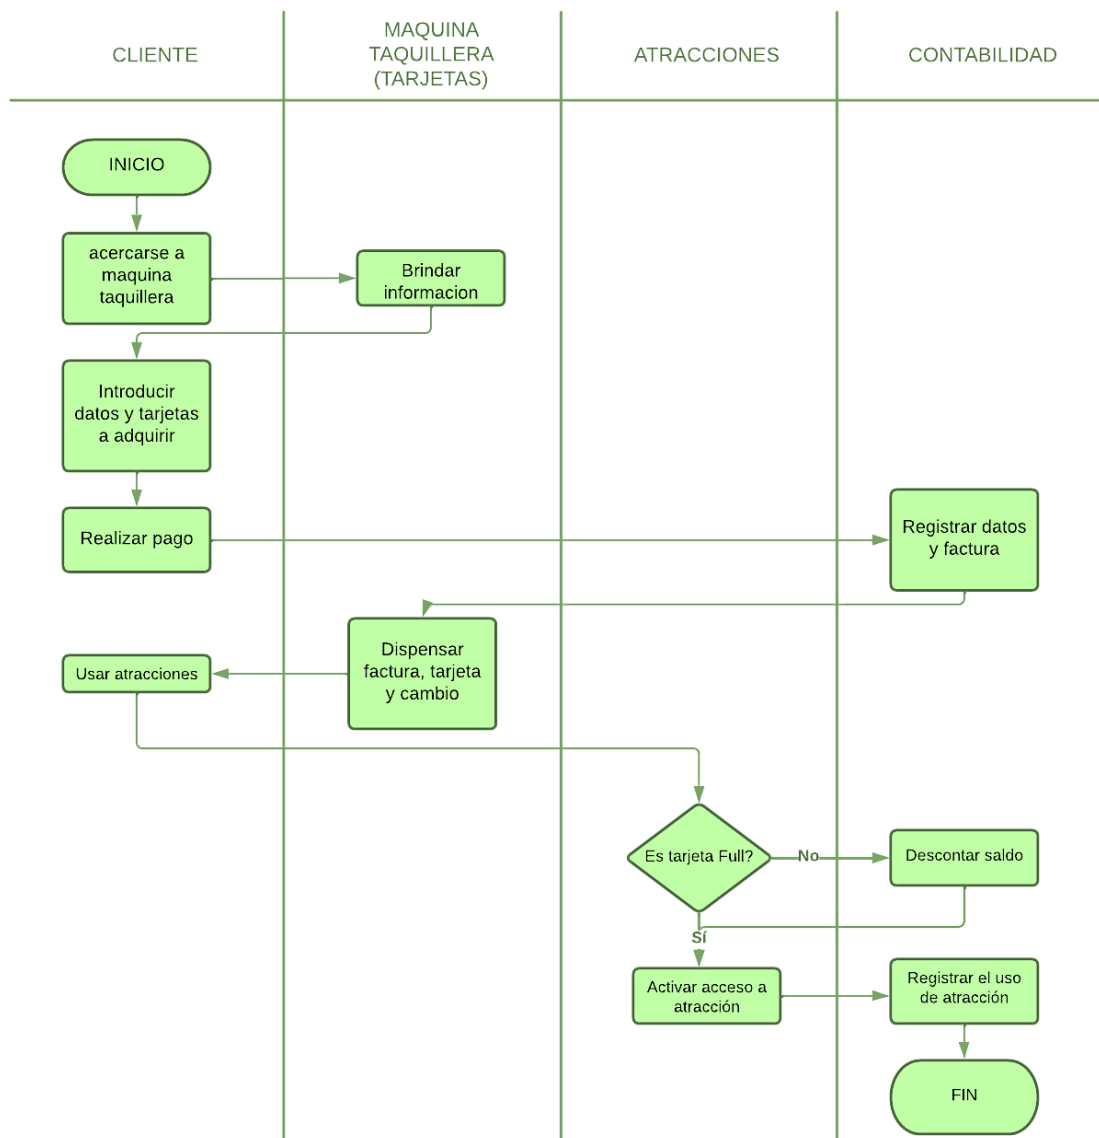 CLIENTE
MAQUINA
TAQUILLERA
(TARJETAS)
ATRACCIONES
CONTABILIDAD
INICIO
acercarse a
maquina
taquillera
Brindar
informacion
Introducir
datos y tarjetas
a adquirir
Realizar pago
Registrar datos
y factura
Dispensar
factura, tarjeta
y cambio
Usar atracciones
Es tarjeta Full?
No
Descontar saldo
Sí
Activar acceso a
atracción
Registrar el uso
de atracción
FIN